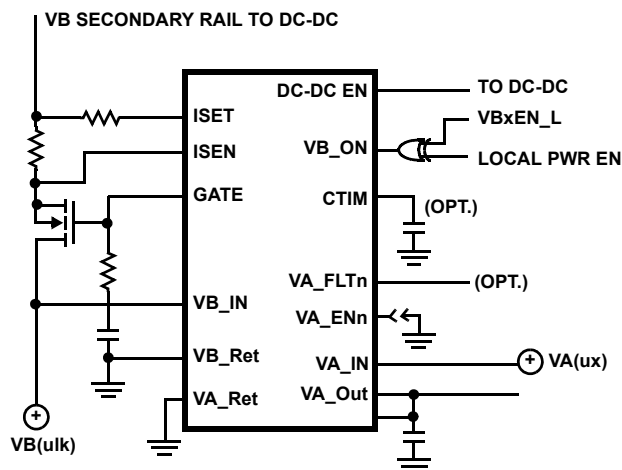 VB SECONDARY RAIL TO DC-DC
DC-DC EN
TO DC-DC
ISET
VBxEN_L
ISEN
VB_ON
LOCAL PWR EN
GATE
CTIM
(OPT.)
VA_FLTn
(OPT.)
VB_IN
VA_ENn
VB_Ret
VA_IN
VA(ux)
VA_Ret
VA_Out
VB(ulk)